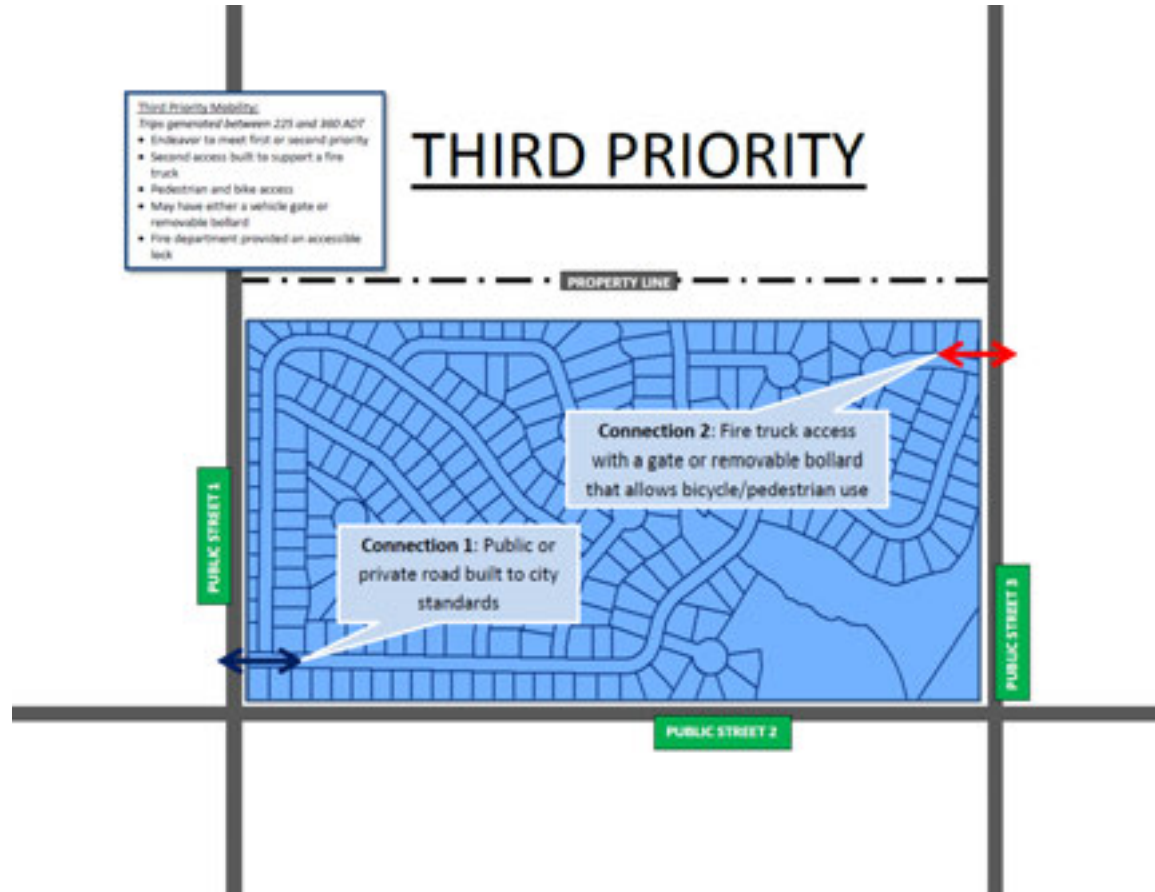 Third Priority Mobility:
Trips generated between 225 and 360 ADT
• Endeavor to meet first or second priority
• Second access built to support a fire
truck
• Pedestrian and bike access
• May have either a vehicle gate or
removable bollard
• Fire department provided an accessible
lock
THIRD PRIORITY
PROPERTY LINE
Connection 2: Fire truck access
with a gate or removable bollard
that allows bicycle/pedestrian use
PUBLIC STREET 1
Connection 1: Public or
private road built to city
standards
PUBLIC STREET 3
PUBLIC STREET 2